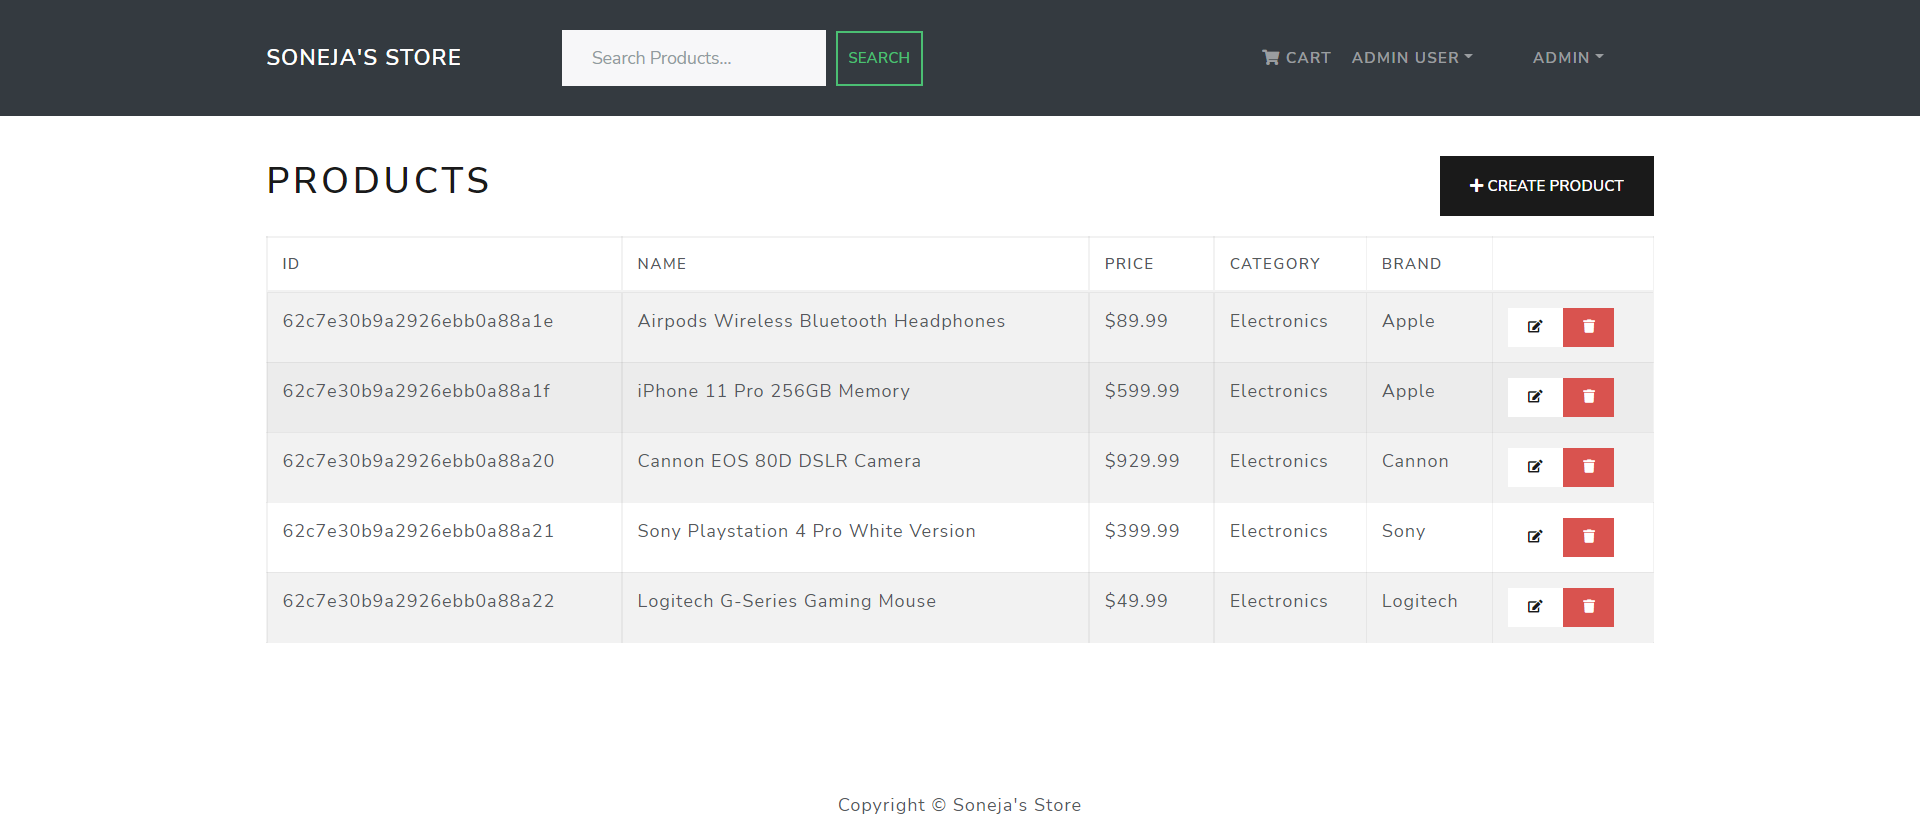 SONEJA'S STORE Search Products... SEARCH CART ADMIN USER ADMIN
PRODUCTS CREATE PRODUCT
ID NAME PRICE CATEGORY BRAND
62c7e30b9a2926ebb0a88a1e Airpods Wireless Bluetooth Headphones $89.99 Electronics Apple
62c7e30b9a2926ebb0a88a1f iPhone 11 Pro 256GB Memory $599.99 Electronics Apple
62c7e30b9a2926ebb0a88a20 Cannon EOS 80D DSLR Camera $929.99 Electronics Cannon
62c7e30b9a2926ebb0a88a21 Sony Playstation 4 Pro White Version $399.99 Electronics Sony
62c7e30b9a2926ebb0a88a22 Logitech G-Series Gaming Mouse $49.99 Electronics Logitech
Copyright © Soneja's Store